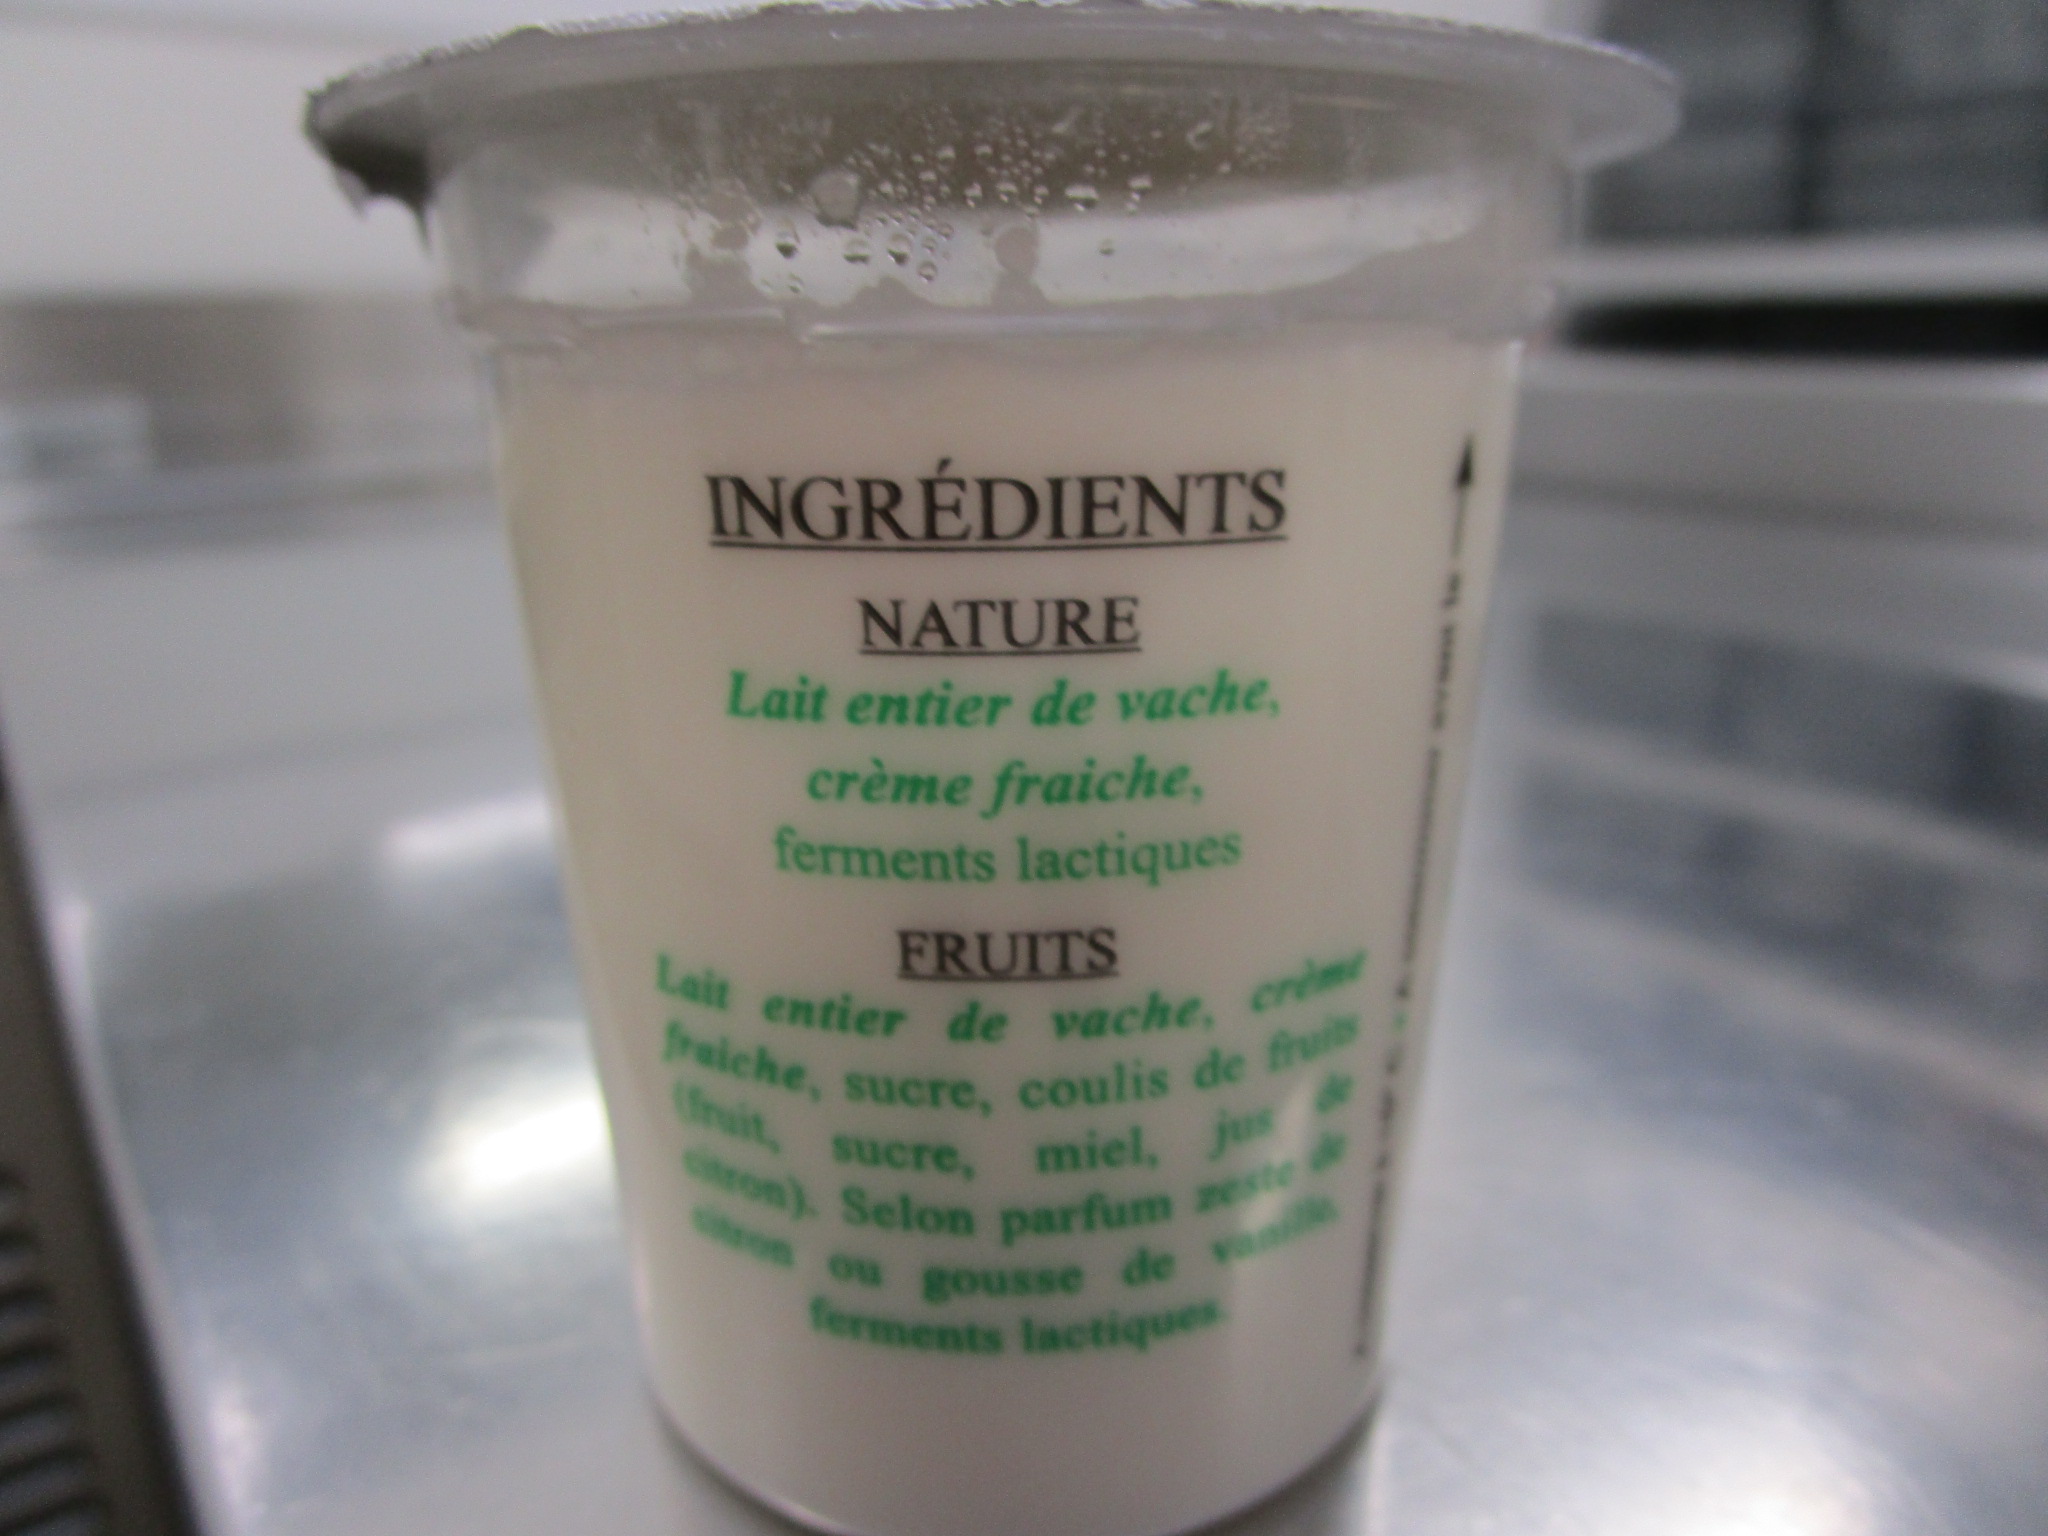 INGRÉDIENTS
NATURE
Lait entier de vache,
crème fraiche,
ferments lactiques
FRUITS
Lait entier de vache, crème
fraiche, sucre, coulis de fruits
(fruit, sucre, miel, jus de
citron). Selon parfum zeste de
citron ou gousse de vanille,
ferments lactiques.